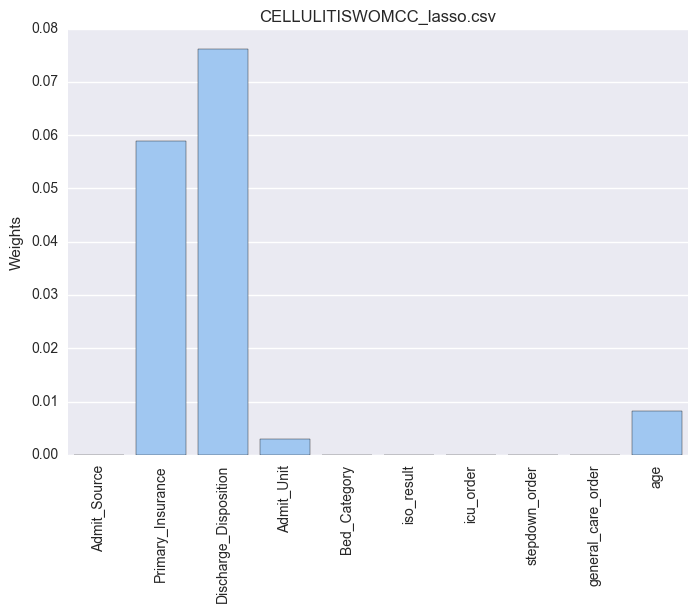 CELLULITISWOMCC_lasso.csv
0.08
0.07
0.06
0.05
0.04
0.03
0.02
0.01
0.00
Weights
Admit_Source
Primary_Insurance
Discharge_Disposition
Admit_Unit
Bed_Category
iso_result
icu_order
stepdown_order
general_care_order
age